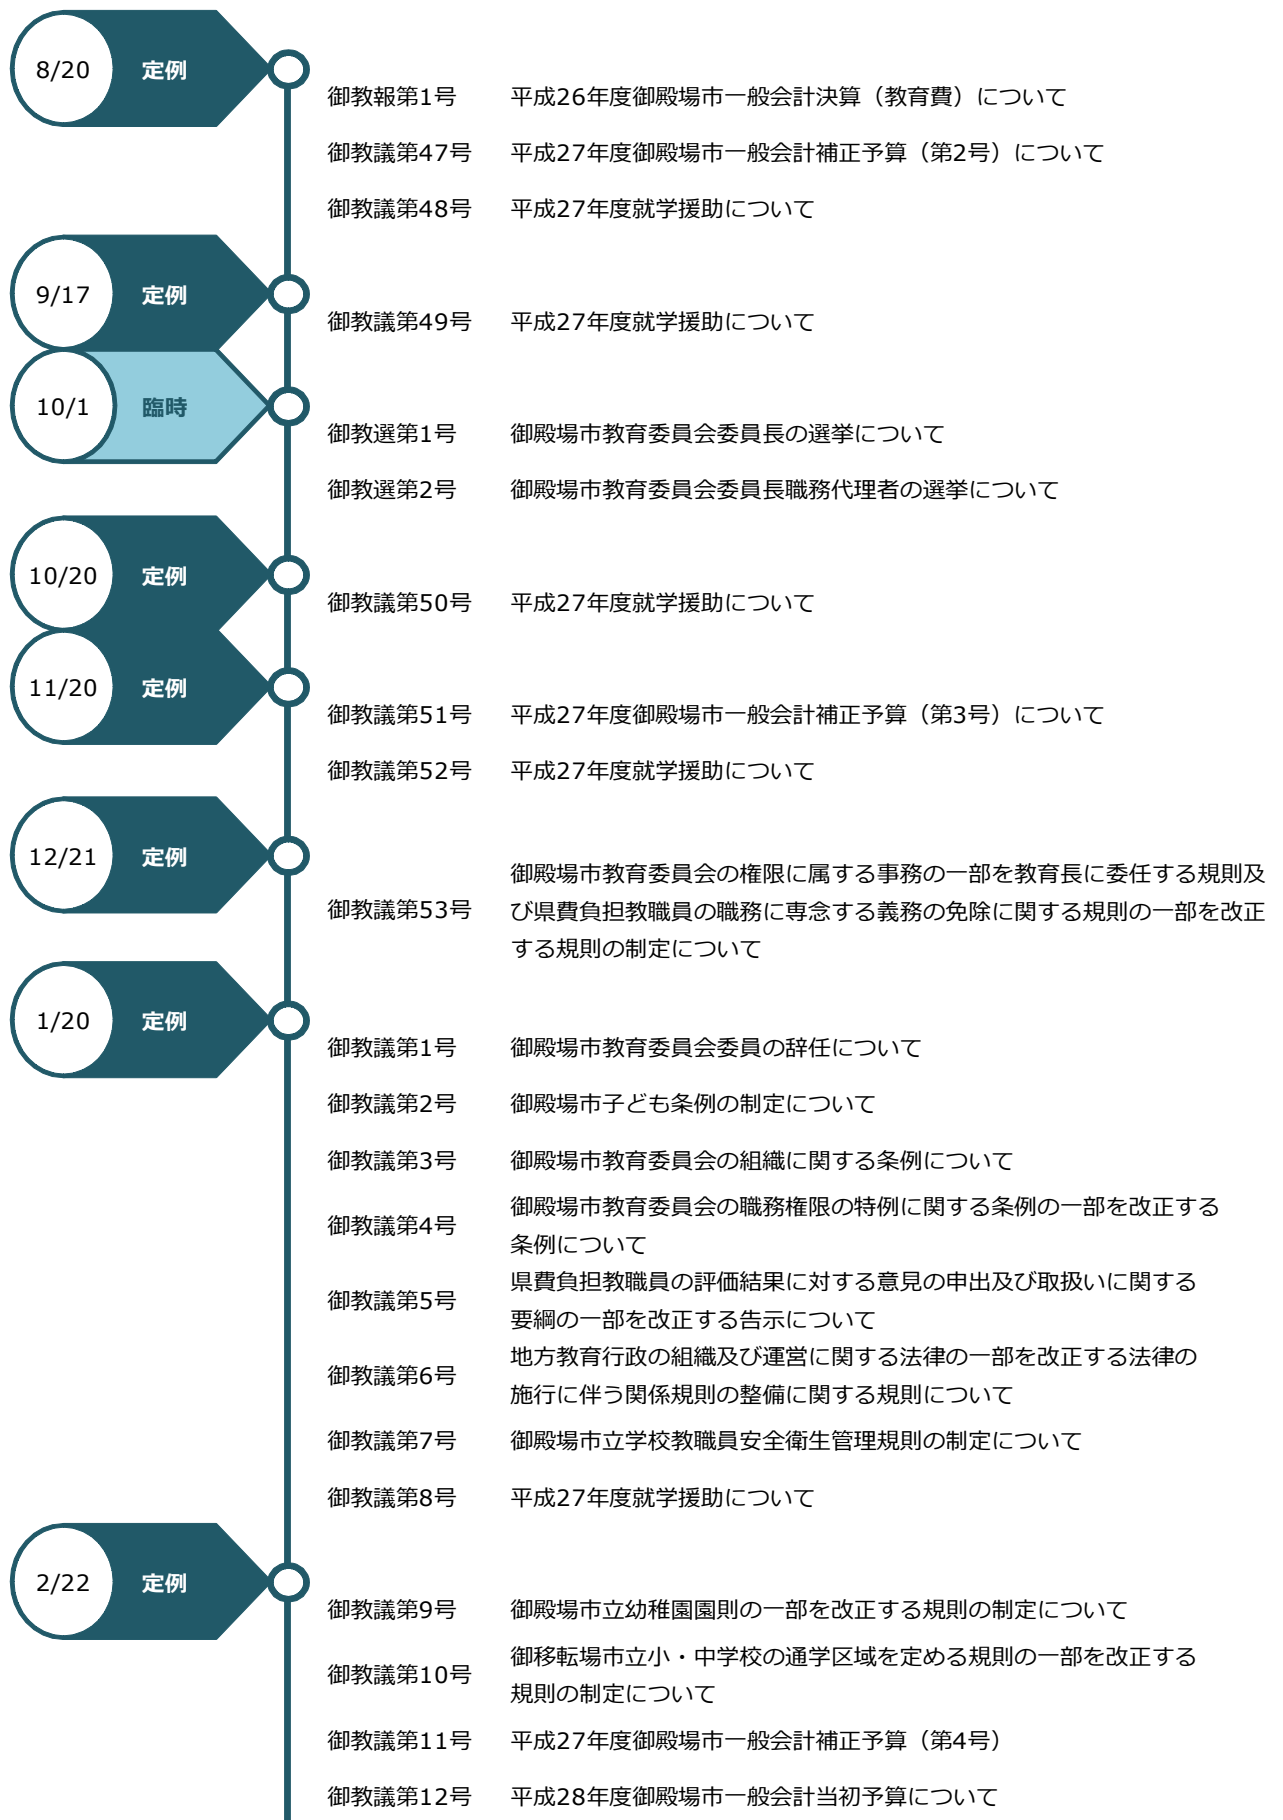 8/20 定例
御教報第1号 平成26年度御殿場市一般会計決算（教育費）について
御教議第47号 平成27年度御殿場市一般会計補正予算（第2号）について
御教議第48号 平成27年度就学援助について
9/17 定例
御教議第49号 平成27年度就学援助について
10/1 臨時
御教選第1号 御殿場市教育委員会委員長の選挙について
御教選第2号 御殿場市教育委員会委員長職務代理者の選挙について
10/20 定例
御教議第50号 平成27年度就学援助について
11/20 定例
御教議第51号 平成27年度御殿場市一般会計補正予算（第3号）について
御教議第52号 平成27年度就学援助について
12/21 定例
御教議第53号 御殿場市教育委員会の権限に属する事務の一部を教育長に委任する規則及
び県費負担教職員の職務に専念する義務の免除に関する規則の一部を改正
する規則の制定について
1/20 定例
御教議第1号 御殿場市教育委員会委員の辞任について
御教議第2号 御殿場市子ども条例の制定について
御教議第3号 御殿場市教育委員会の組織に関する条例について
御教議第4号 御殿場市教育委員会の職務権限の特例に関する条例の一部を改正する
条例について
御教議第5号 県費負担教職員の評価結果に対する意見の申出及び取扱いに関する
要綱の一部を改正する告示について
御教議第6号 地方教育行政の組織及び運営に関する法律の一部を改正する法律の
施行に伴う関係規則の整備に関する規則について
御教議第7号 御殿場市立学校教職員安全衛生管理規則の制定について
御教議第8号 平成27年度就学援助について
2/22 定例
御教議第9号 御殿場市立幼稚園園則の一部を改正する規則の制定について
御教議第10号 御移転場市立小・中学校の通学区域を定める規則の一部を改正する
規則の制定について
御教議第11号 平成27年度御殿場市一般会計補正予算（第4号）
御教議第12号 平成28年度御殿場市一般会計当初予算について